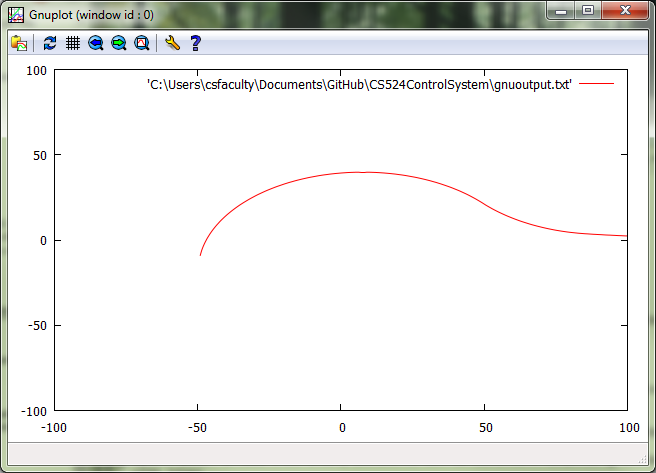 Gnuplot (window id : 0)
?
100
'C:\Users\csfaculty\Documents\GitHub\CS524ControlSystem\gnuoutput.txt'
50
0
-50
-100
-100 -50 0 50 100